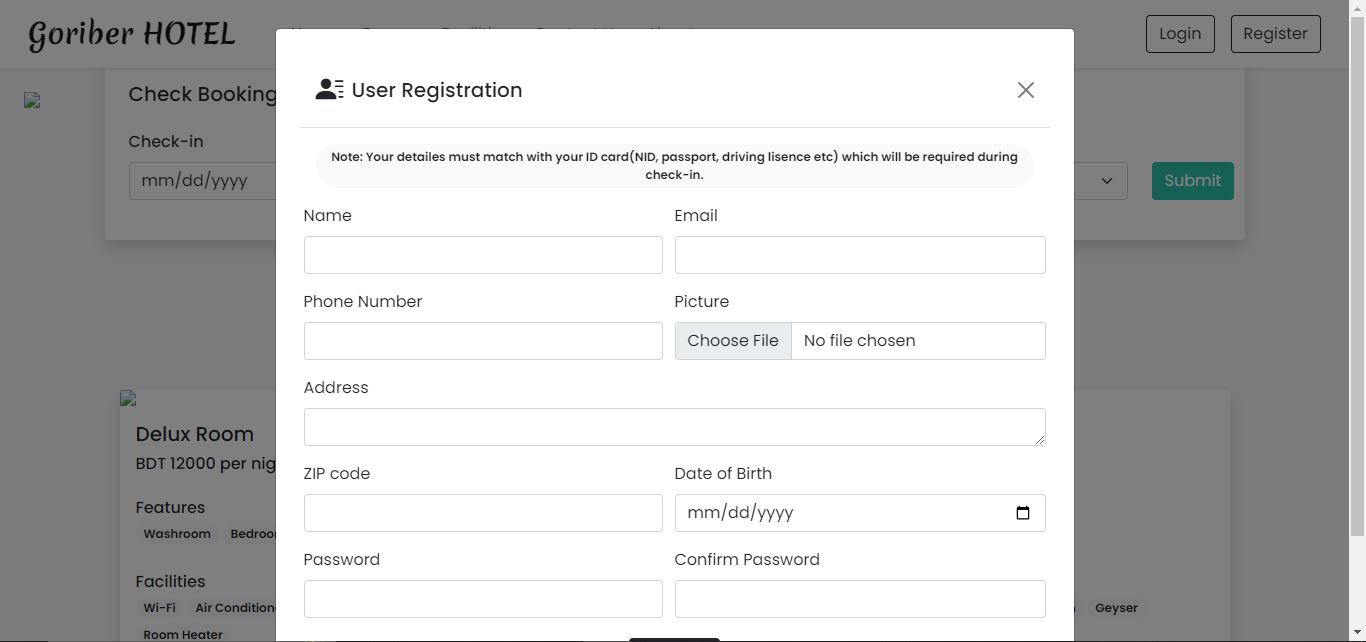 Goriber HOTEL
Login
Register
User Registration
Check Booking
Check-in
mm/dd/yyyy
Submit
Note: Your detailes must match with your ID card(NID, passport, driving lisence etc) which will be required during
check-in.
Name
Email
Phone Number
Picture
Choose File
No file chosen
Address
Delux Room
BDT 12000 per nig
ZIP code
Date of Birth
mm/dd/yyyy
Features
Washroom
Bedroo
Password
Confirm Password
Facilities
Wi-Fi
Air Condition
Geyser
Room Heater